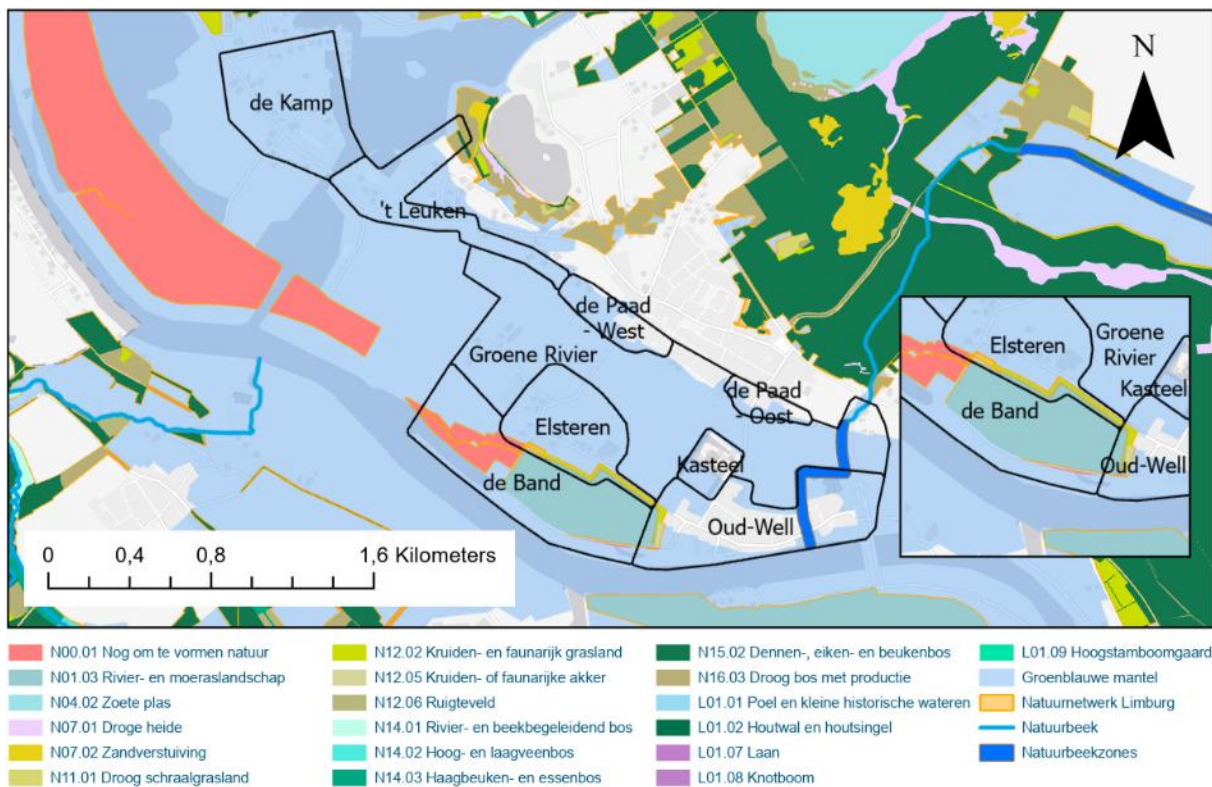 de Kamp
N
't Leuken
de Paad
- West
Groene Rivier
de Paad
- Oost
Elsteren
Kasteel
de Band
Oud-Well
Elsteren
Groene
Rivier
Kasteel
de Band
Oud-Well
0 0,4 0,8 1,6 Kilometers
N00.01 Nog om te vormen natuur
N01.03 Rivier- en moeraslandschap
N04.02 Zoete plas
N07.01 Droge heide
N07.02 Zandverstuiving
N11.01 Droog schraalgrasland
N12.02 Kruiden- en faunarijk grasland
N12.05 Kruiden- of faunarijke akker
N12.06 Ruigteveld
N14.01 Rivier- en beekbegeleidend bos
N14.02 Hoog- en laagveenbos
N14.03 Haagbeuken- en essenbos
N15.02 Dennen-, eiken- en beukenbos
N16.03 Droog bos met productie
L01.01 Poel en kleine historische wateren
L01.02 Houtwal en houtsingel
L01.07 Laan
L01.08 Knotboom
L01.09 Hoogstamboomgaard
Groenblauwe mantel
Natuurnetwerk Limburg
Natuurbeek
Natuurbeekzones